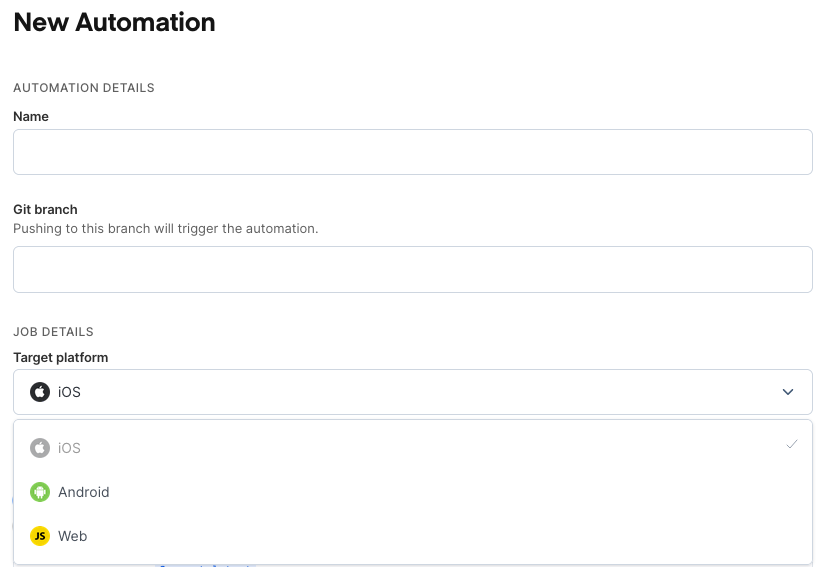 New Automation
AUTOMATION DETAILS
Name
Git branch
Pushing to this branch will trigger the automation.
JOB DETAILS
Target platform
iOS
iOS
Android
JS Web